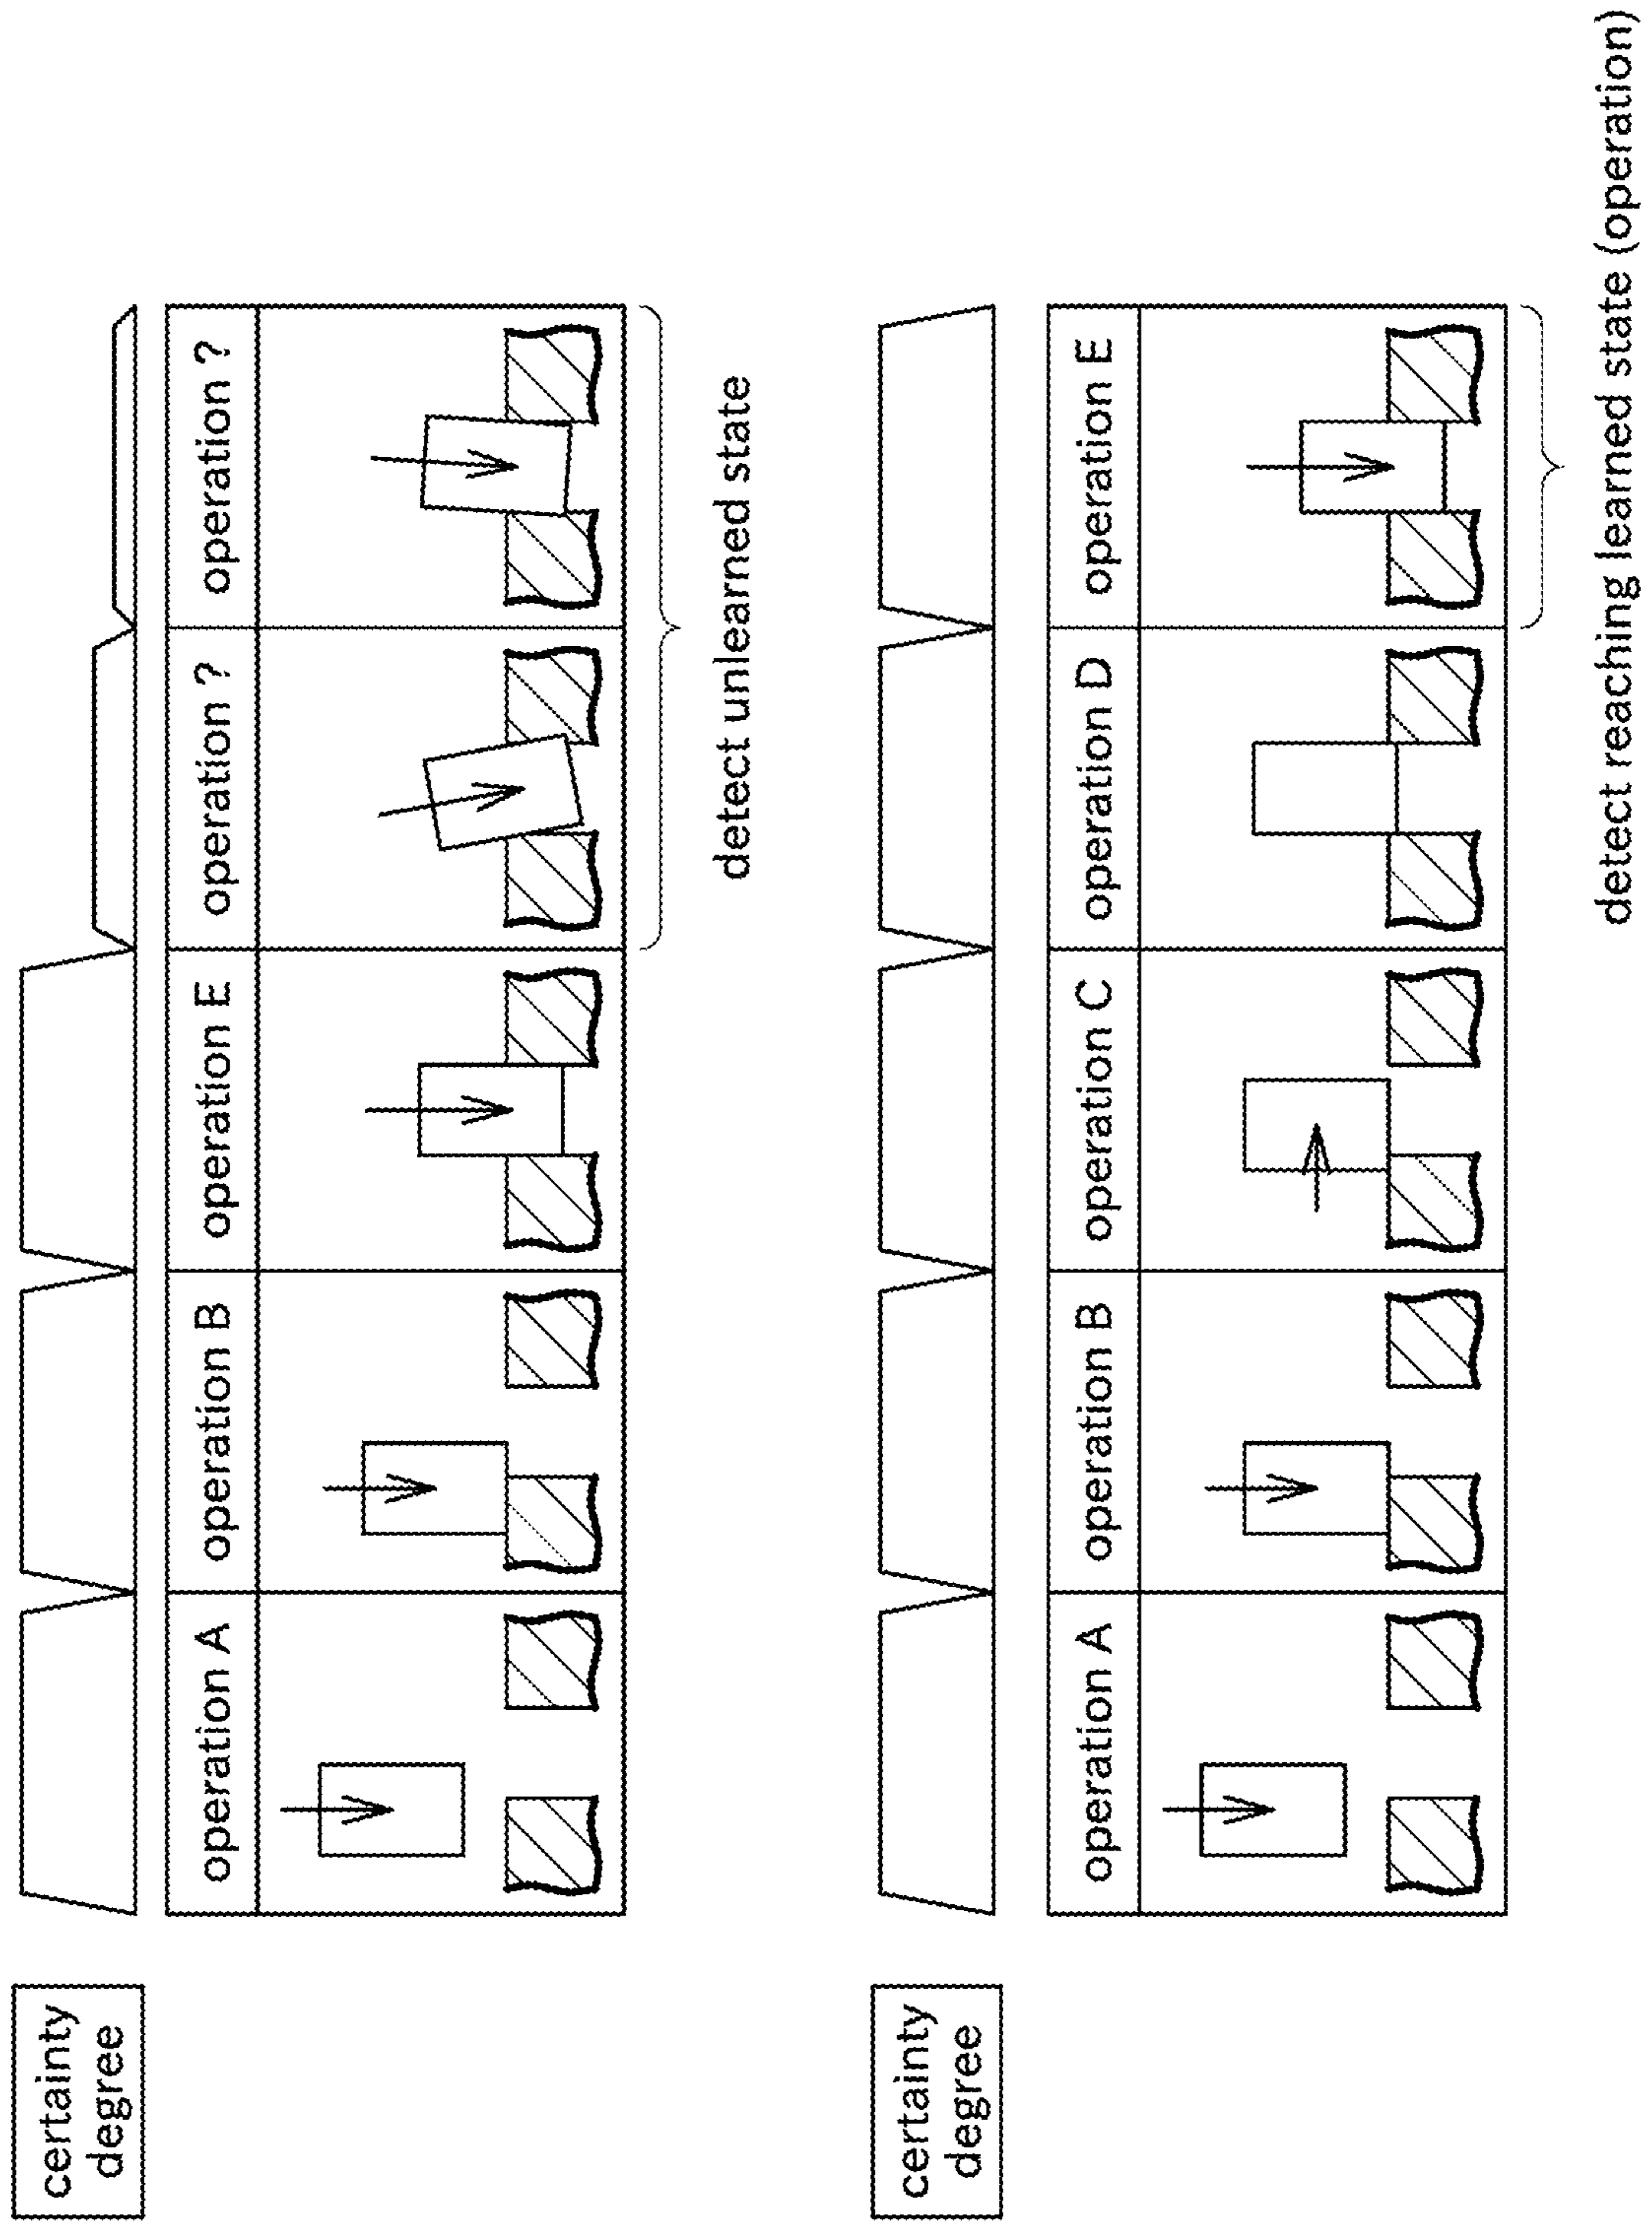 certainty
degree
operation A
operation B
operation E
operation ?
operation ?
detect unlearned state
certainty
degree
operation A
operation B
operation C
operation D
operation E
detect reaching learned state (operation)